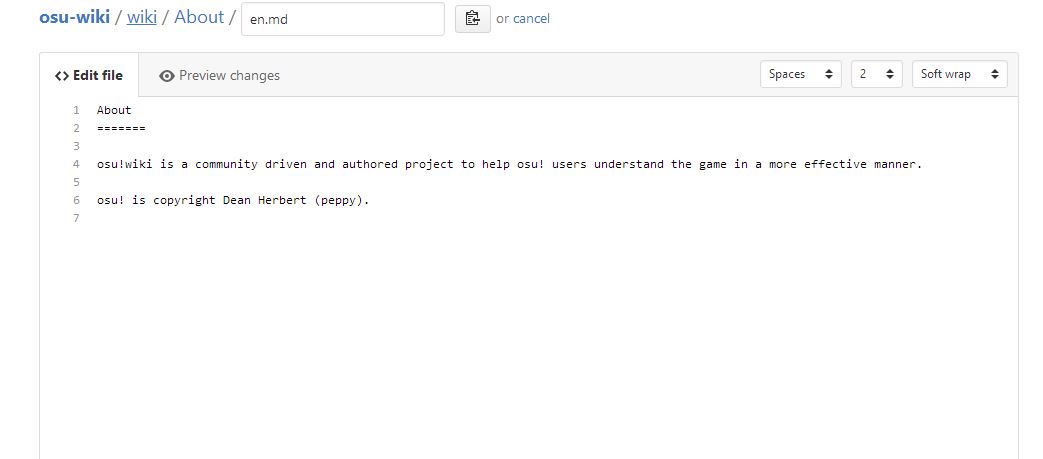 osu-wiki / wiki / About / en.md or cancel
Edit file Preview changes Spaces 2 Soft wrap
1 About
2 =======
3
4 osu!wiki is a community driven and authored project to help osu! users understand the game in a more effective manner.
5
6 osu! is copyright Dean Herbert (peppy).
7